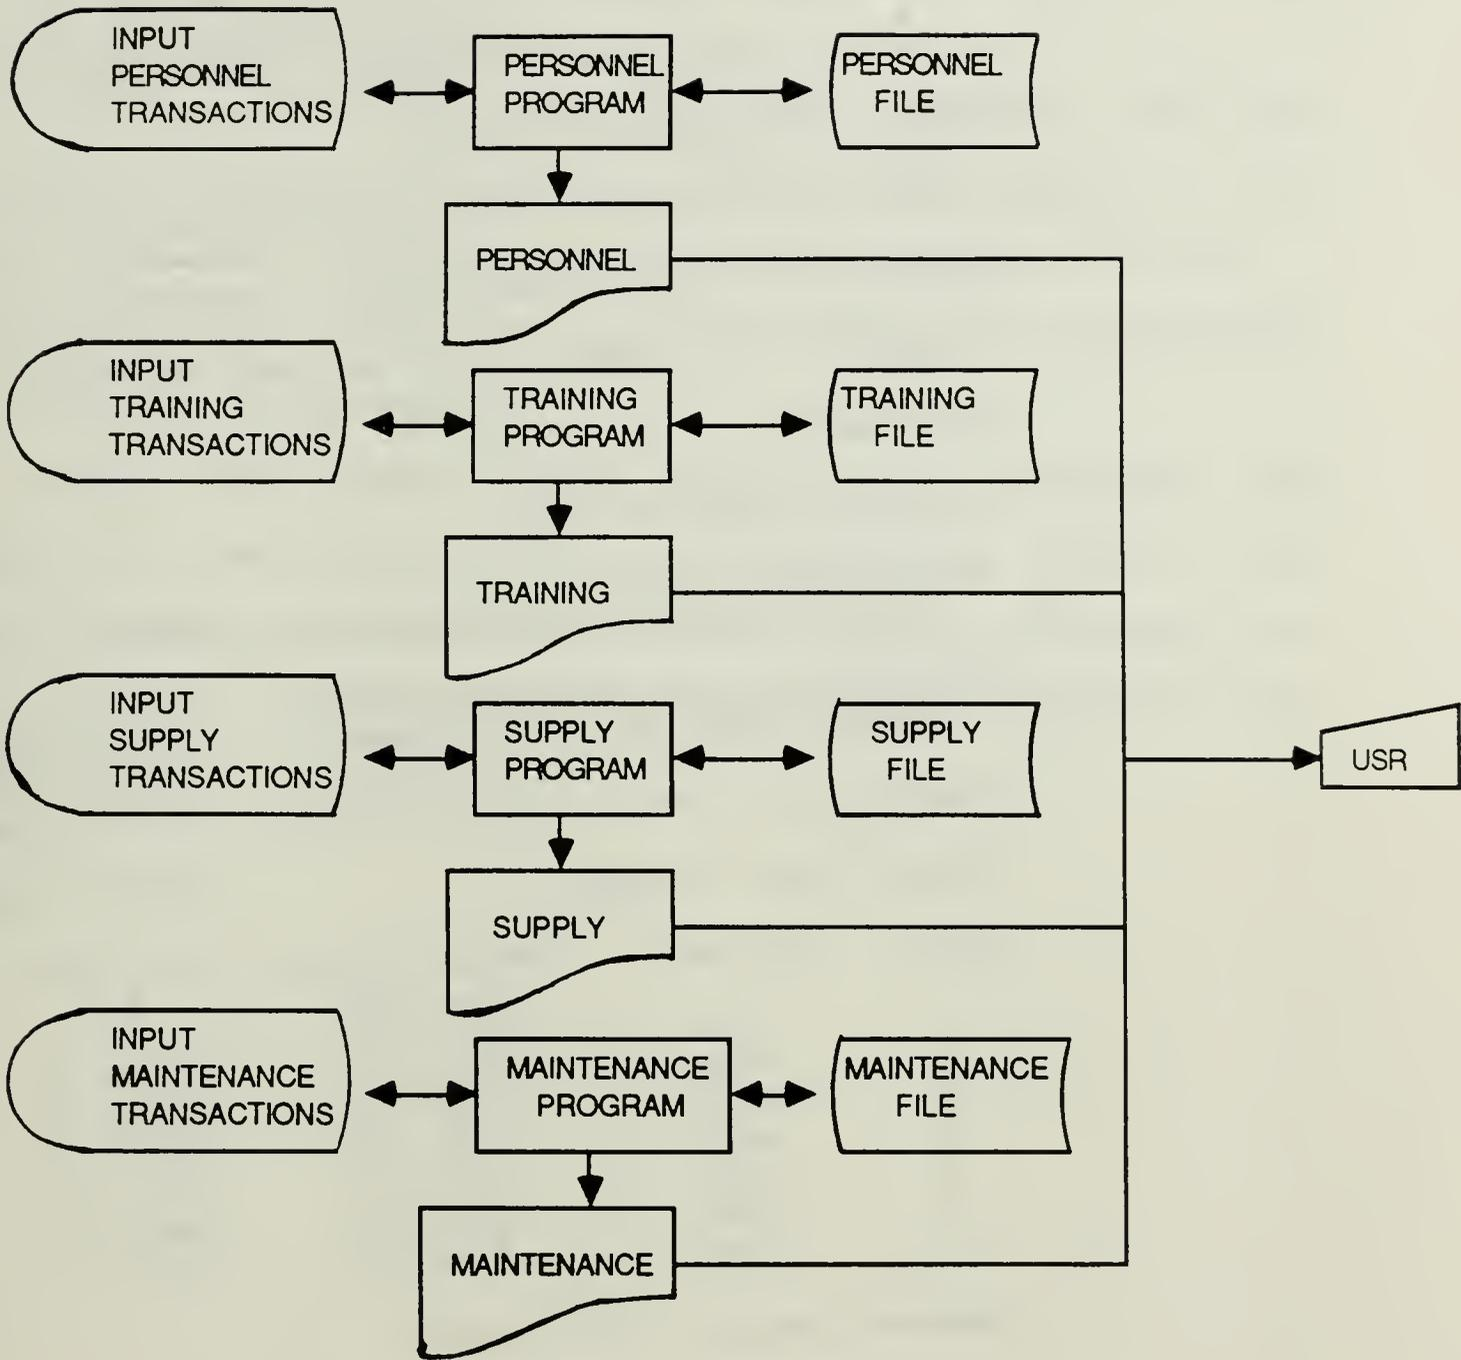 INPUT
PERSONNEL
TRANSACTIONS
PERSONNEL
PROGRAM
PERSONNEL
FILE
PERSONNEL
INPUT
TRAINING
TRANSACTIONS
TRAINING
PROGRAM
TRAINING
FILE
TRAINING
INPUT
SUPPLY
TRANSACTIONS
SUPPLY
PROGRAM
SUPPLY
FILE
USR
SUPPLY
INPUT
MAINTENANCE
TRANSACTIONS
MAINTENANCE
PROGRAM
MAINTENANCE
FILE
MAINTENANCE